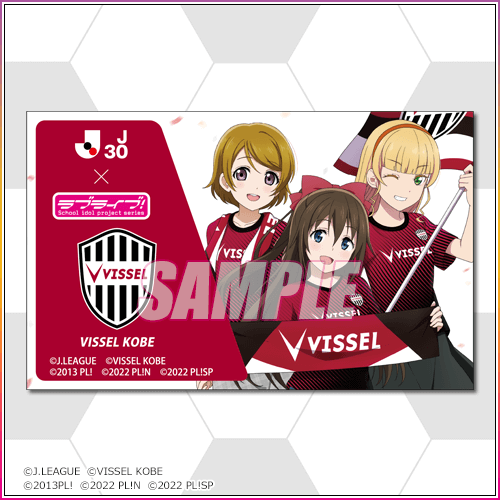 J
30
×
ラブライブ!
School idol project series
VISSEL
VISSEL KOBE
©J.LEAGUE ©VISSEL KOBE
©2013 PL! ©2022 PL!N ©2022 PL!SP
SAMPLE
VISSEL
VISSEL
VISSEL
©J.LEAGUE ©VISSEL KOBE
©2013PL! ©2022 PL!N ©2022 PL!SP